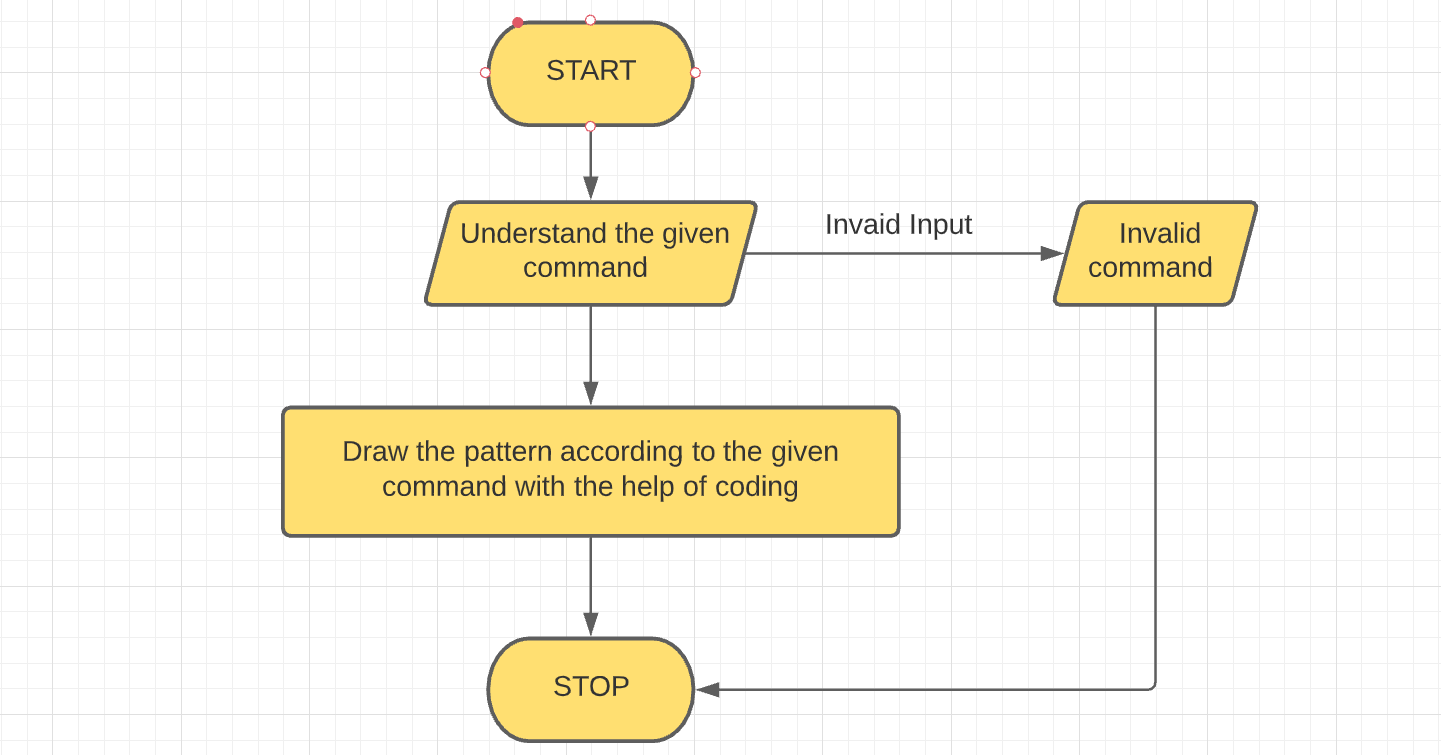 START
Understand the given
command
Invaid Input
Invalid
command
Draw the pattern according to the given
command with the help of coding
STOP